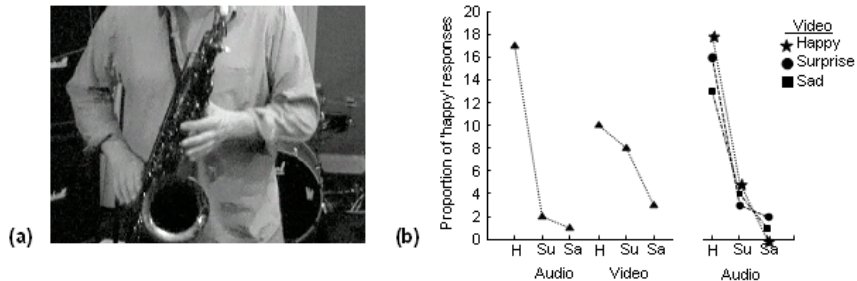 (a)
(b)
Proportion of 'happy' responses
20
18
16
14
12
10
8
6
4
2
0
H Su Sa H Su Sa H Su Sa
Audio Video Audio
Video
Happy
Surprise
Sad